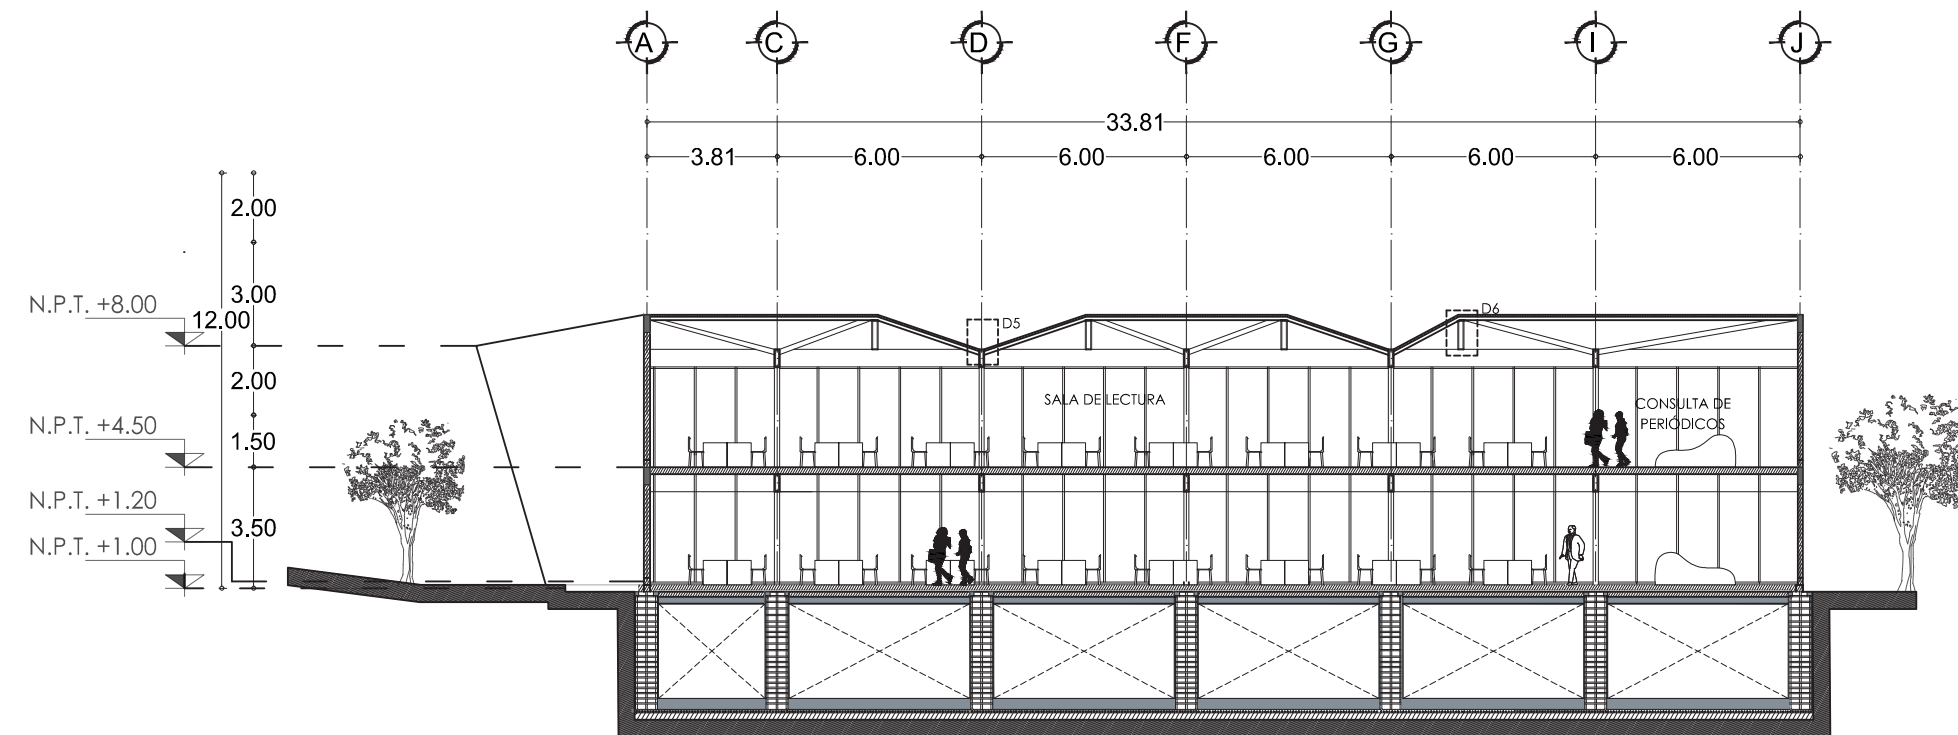 A C D F G I J
33.81
3.81 6.00 6.00 6.00 6.00 6.00
2.00
3.00
N.P.T. +8.00
12.00
D5
D6
2.00
SALA DE LECTURA
CONSULTA DE
PERIÓDICOS
N.P.T. +4.50
1.50
N.P.T. +1.20
3.50
N.P.T. +1.00